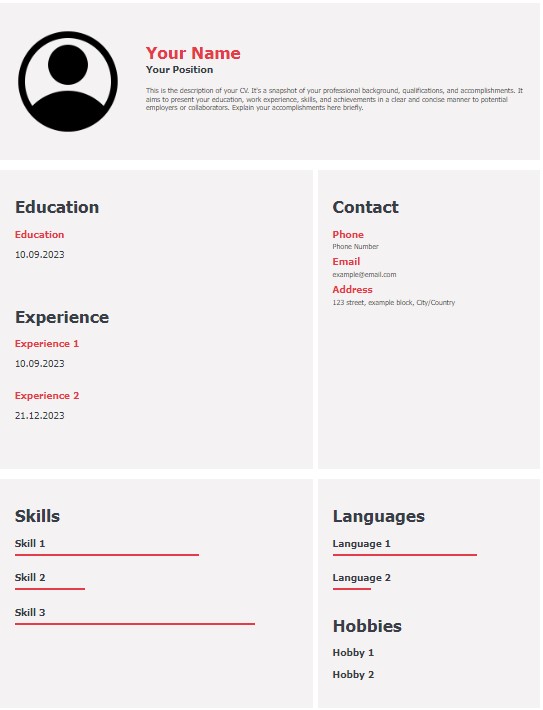 Your Name
Your Position
This is the description of your CV. It's a snapshot of your professional background, qualifications, and accomplishments. It
aims to present your education, work experience, skills, and achievements in a clear and concise manner to potential
employers or collaborators. Explain your accomplishments here briefly.
Education
Education
10.09.2023
Experience
Experience 1
10.09.2023
Experience 2
21.12.2023
Contact
Phone
Phone Number
Email
example@email.com
Address
123 street, example block, City/Country
Skills
Skill 1
Skill 2
Skill 3
Languages
Language 1
Language 2
Hobbies
Hobby 1
Hobby 2